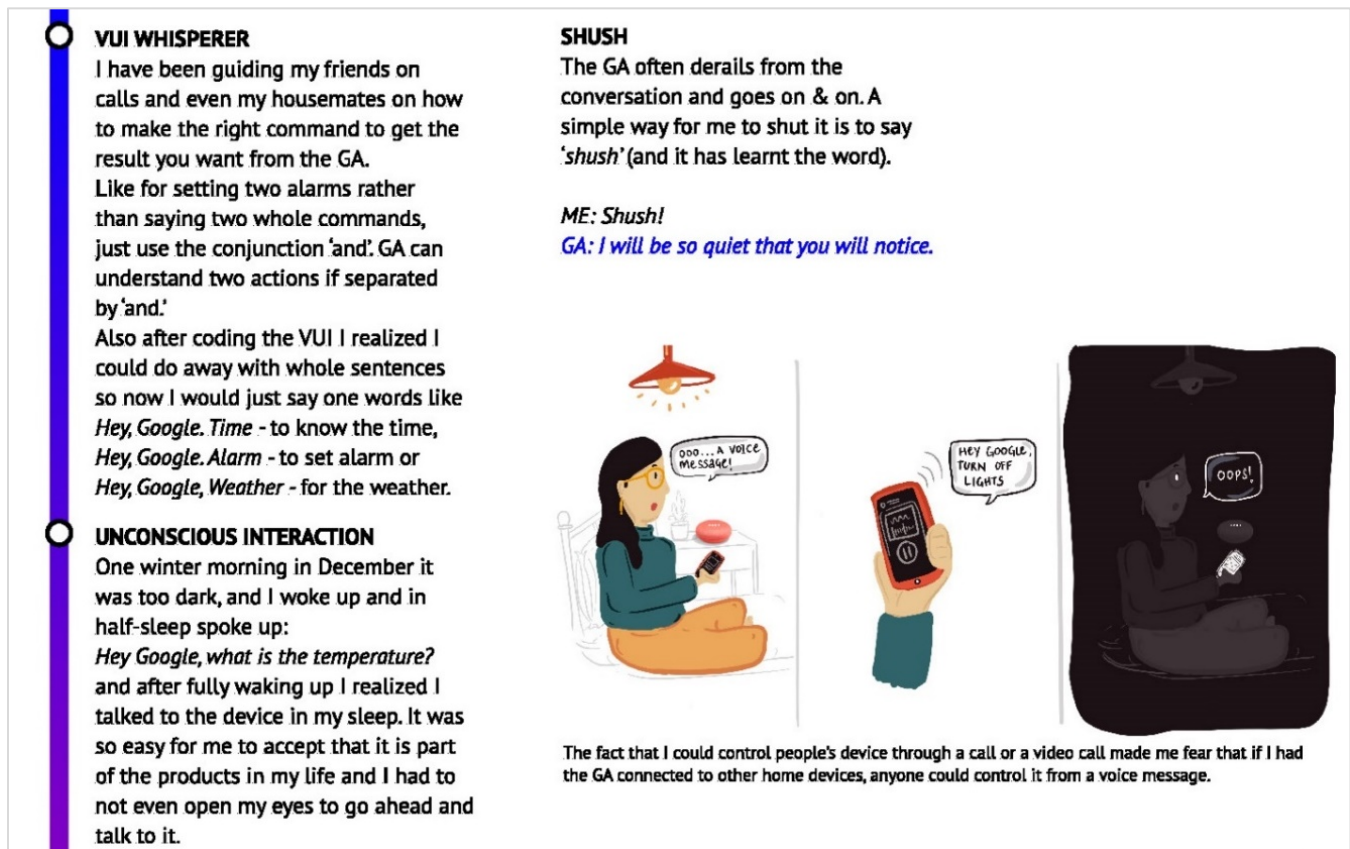 VUI WHISPERER
I have been guiding my friends on
calls and even my housemates on how
to make the right command to get the
result you want from the GA.
Like for setting two alarms rather
than saying two whole commands,
just use the conjunction ‘and’. GA can
understand two actions if separated
by ‘and.’
Also after coding the VUI I realized I
could do away with whole sentences
so now I would just say one words like
Hey, Google. Time - to know the time,
Hey, Google. Alarm - to set alarm or
Hey, Google, Weather - for the weather.
UNCONSCIOUS INTERACTION
One winter morning in December it
was too dark, and I woke up and in
half-sleep spoke up:
Hey Google, what is the temperature?
and after fully waking up I realized I
talked to the device in my sleep. It was
so easy for me to accept that it is part
of the products in my life and I had to
not even open my eyes to go ahead and
talk to it.
SHUSH
The GA often derails from the
conversation and goes on & on. A
simple way for me to shut it is to say
‘shush’ (and it has learnt the word).
ME: Shush!
GA: I will be so quiet that you will notice.
OOO... A VOICE
MESSAGE!
HEY GOOGLE,
TURN OFF
LIGHTS
OOPS!
The fact that I could control people’s device through a call or a video call made me fear that if I had
the GA connected to other home devices, anyone could control it from a voice message.